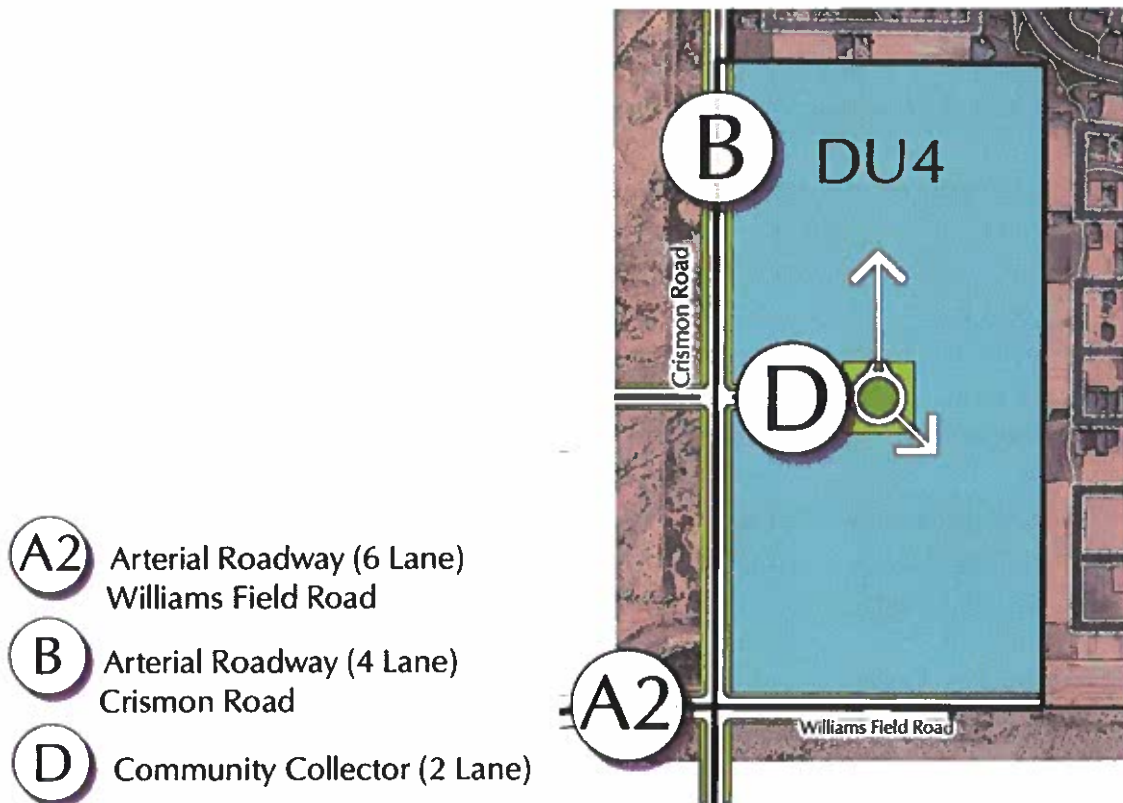 B
DU4
Crismon Road
D
A2
Williams Field Road
A2 Arterial Roadway (6 Lane)
Williams Field Road
B Arterial Roadway (4 Lane)
Crismon Road
D Community Collector (2 Lane)